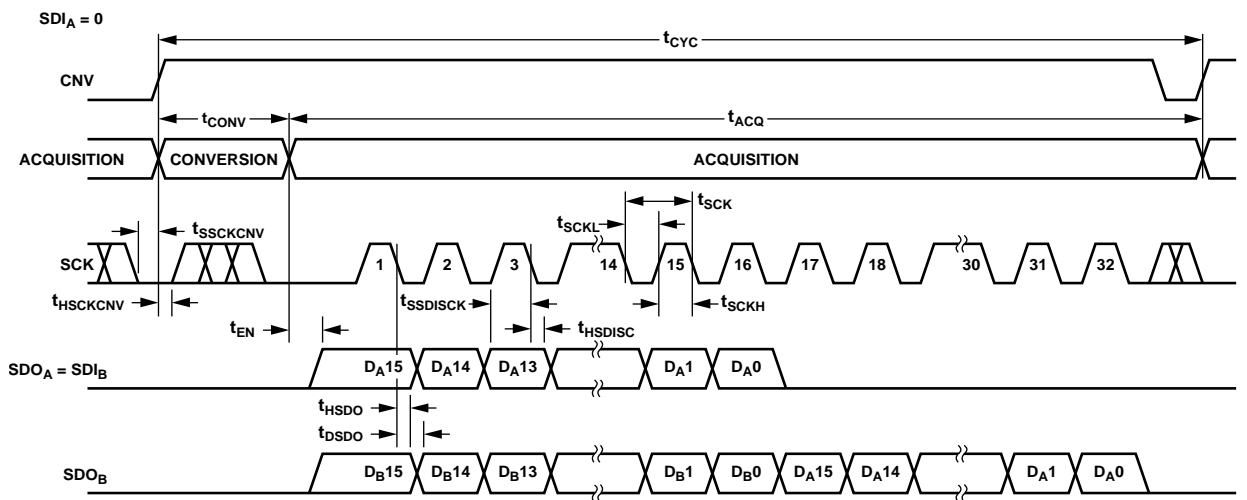 SDIA = 0
tCYC
CNV
tCONV
tACQ
ACQUISITION CONVERSION ACQUISITION
tSCK
tSCKL
tSSCKCNV
SCK 1 2 3 14 15 16 17 18 30 31 32
tHSCKCNV
tSSDISCK
tSCKH
tEN
tHSDISC
SDOA = SDIB DA15 DA14 DA13 DA1 DA0
tHSDO
tDSDO
SDOB DB15 DB14 DB13 DB1 DB0 DA15 DA14 DA1 DA0